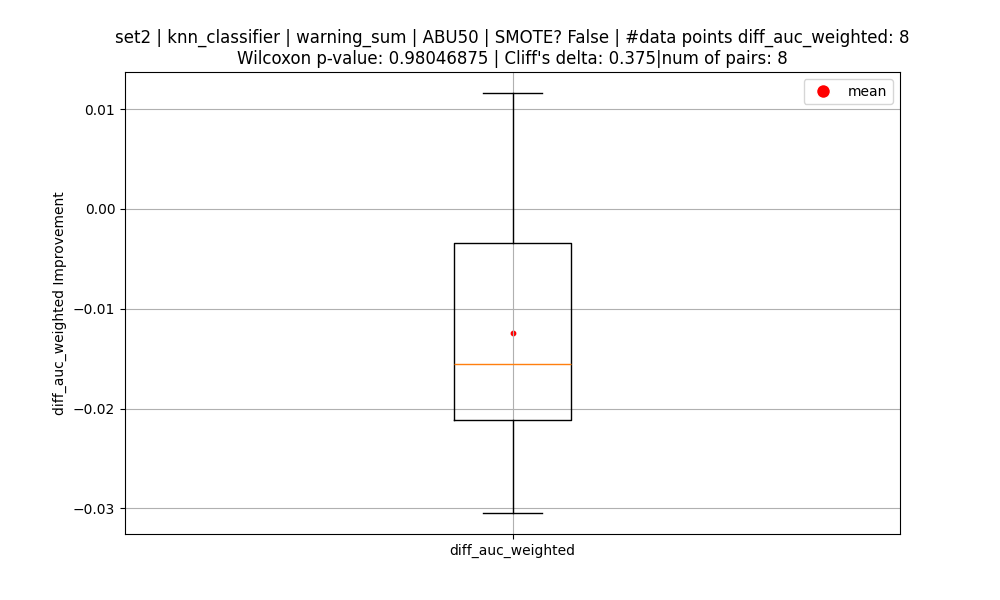 set2 | knn_classifier | warning_sum | ABU50 | SMOTE? False | #data points diff_auc_weighted: 8
Wilcoxon p-value: 0.98046875 | Cliff's delta: 0.375|num of pairs: 8
mean
0.01
0.00
−0.01
−0.02
−0.03
diff_auc_weighted Improvement
diff_auc_weighted